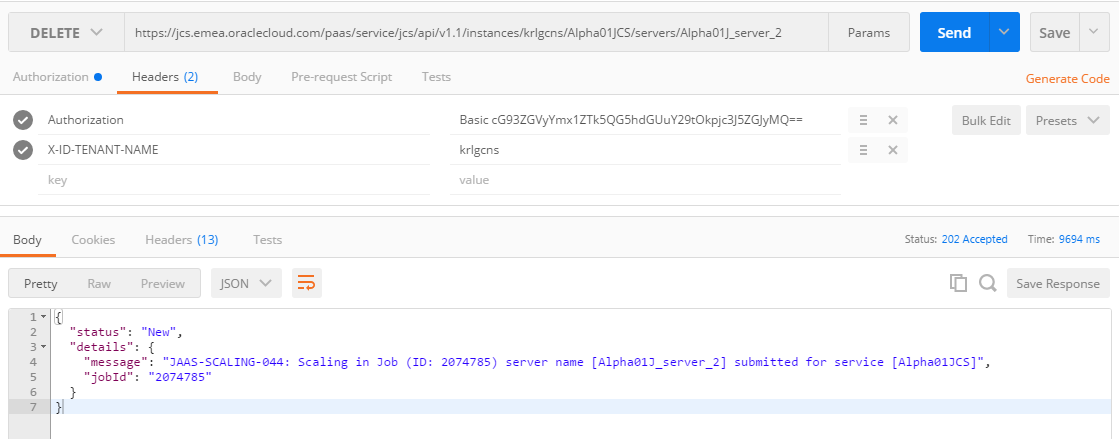 DELETE https://jcs.emea.oraclecloud.com/paas/service/jcs/api/v1.1/instances/krlgcns/Alpha01JCS/servers/Alpha01J_server_2 Params Send Save
Authorization Headers (2) Body Pre-request Script Tests Generate Code
Authorization Basic cG93ZGVyYmx1ZTk5QG5hdGUuY29tOkpjc3J5ZGJyMQ== Bulk Edit Presets
X-ID-TENANT-NAME krlgcns
key value
Body Cookies Headers (13) Tests Status: 202 Accepted Time: 9694 ms
Pretty Raw Preview JSON Save Response
1 {
2 "status": "New",
3 "details": {
4 "message": "JAAS-SCALING-044: Scaling in Job (ID: 2074785) server name [Alpha01J_server_2] submitted for service [Alpha01JCS]",
5 "jobId": "2074785"
6 }
7 }